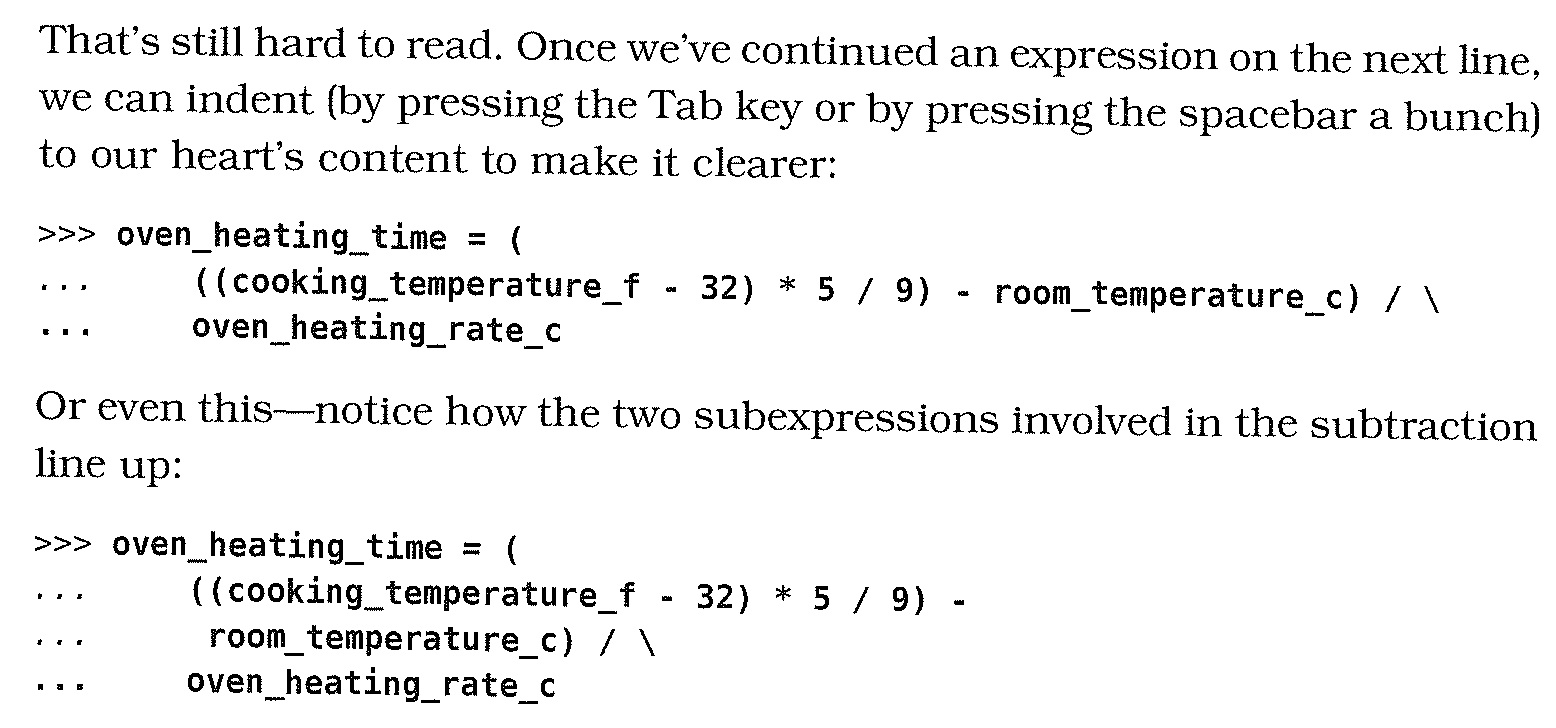 That's still hard to read. Once we've continued an expression on the next line,
we can indent (by pressing the Tab key or by pressing the spacebar a bunch)
to our heart's content to make it clearer:
>>> oven_heating_time = (
...     ((cooking_temperature_f - 32) * 5 / 9) - room_temperature_c) / \
...     oven_heating_rate_c
Or even this—notice how the two subexpressions involved in the subtraction
line up:
>>> oven_heating_time = (
...     ((cooking_temperature_f - 32) * 5 / 9) -
...      room_temperature_c) / \
...     oven_heating_rate_c